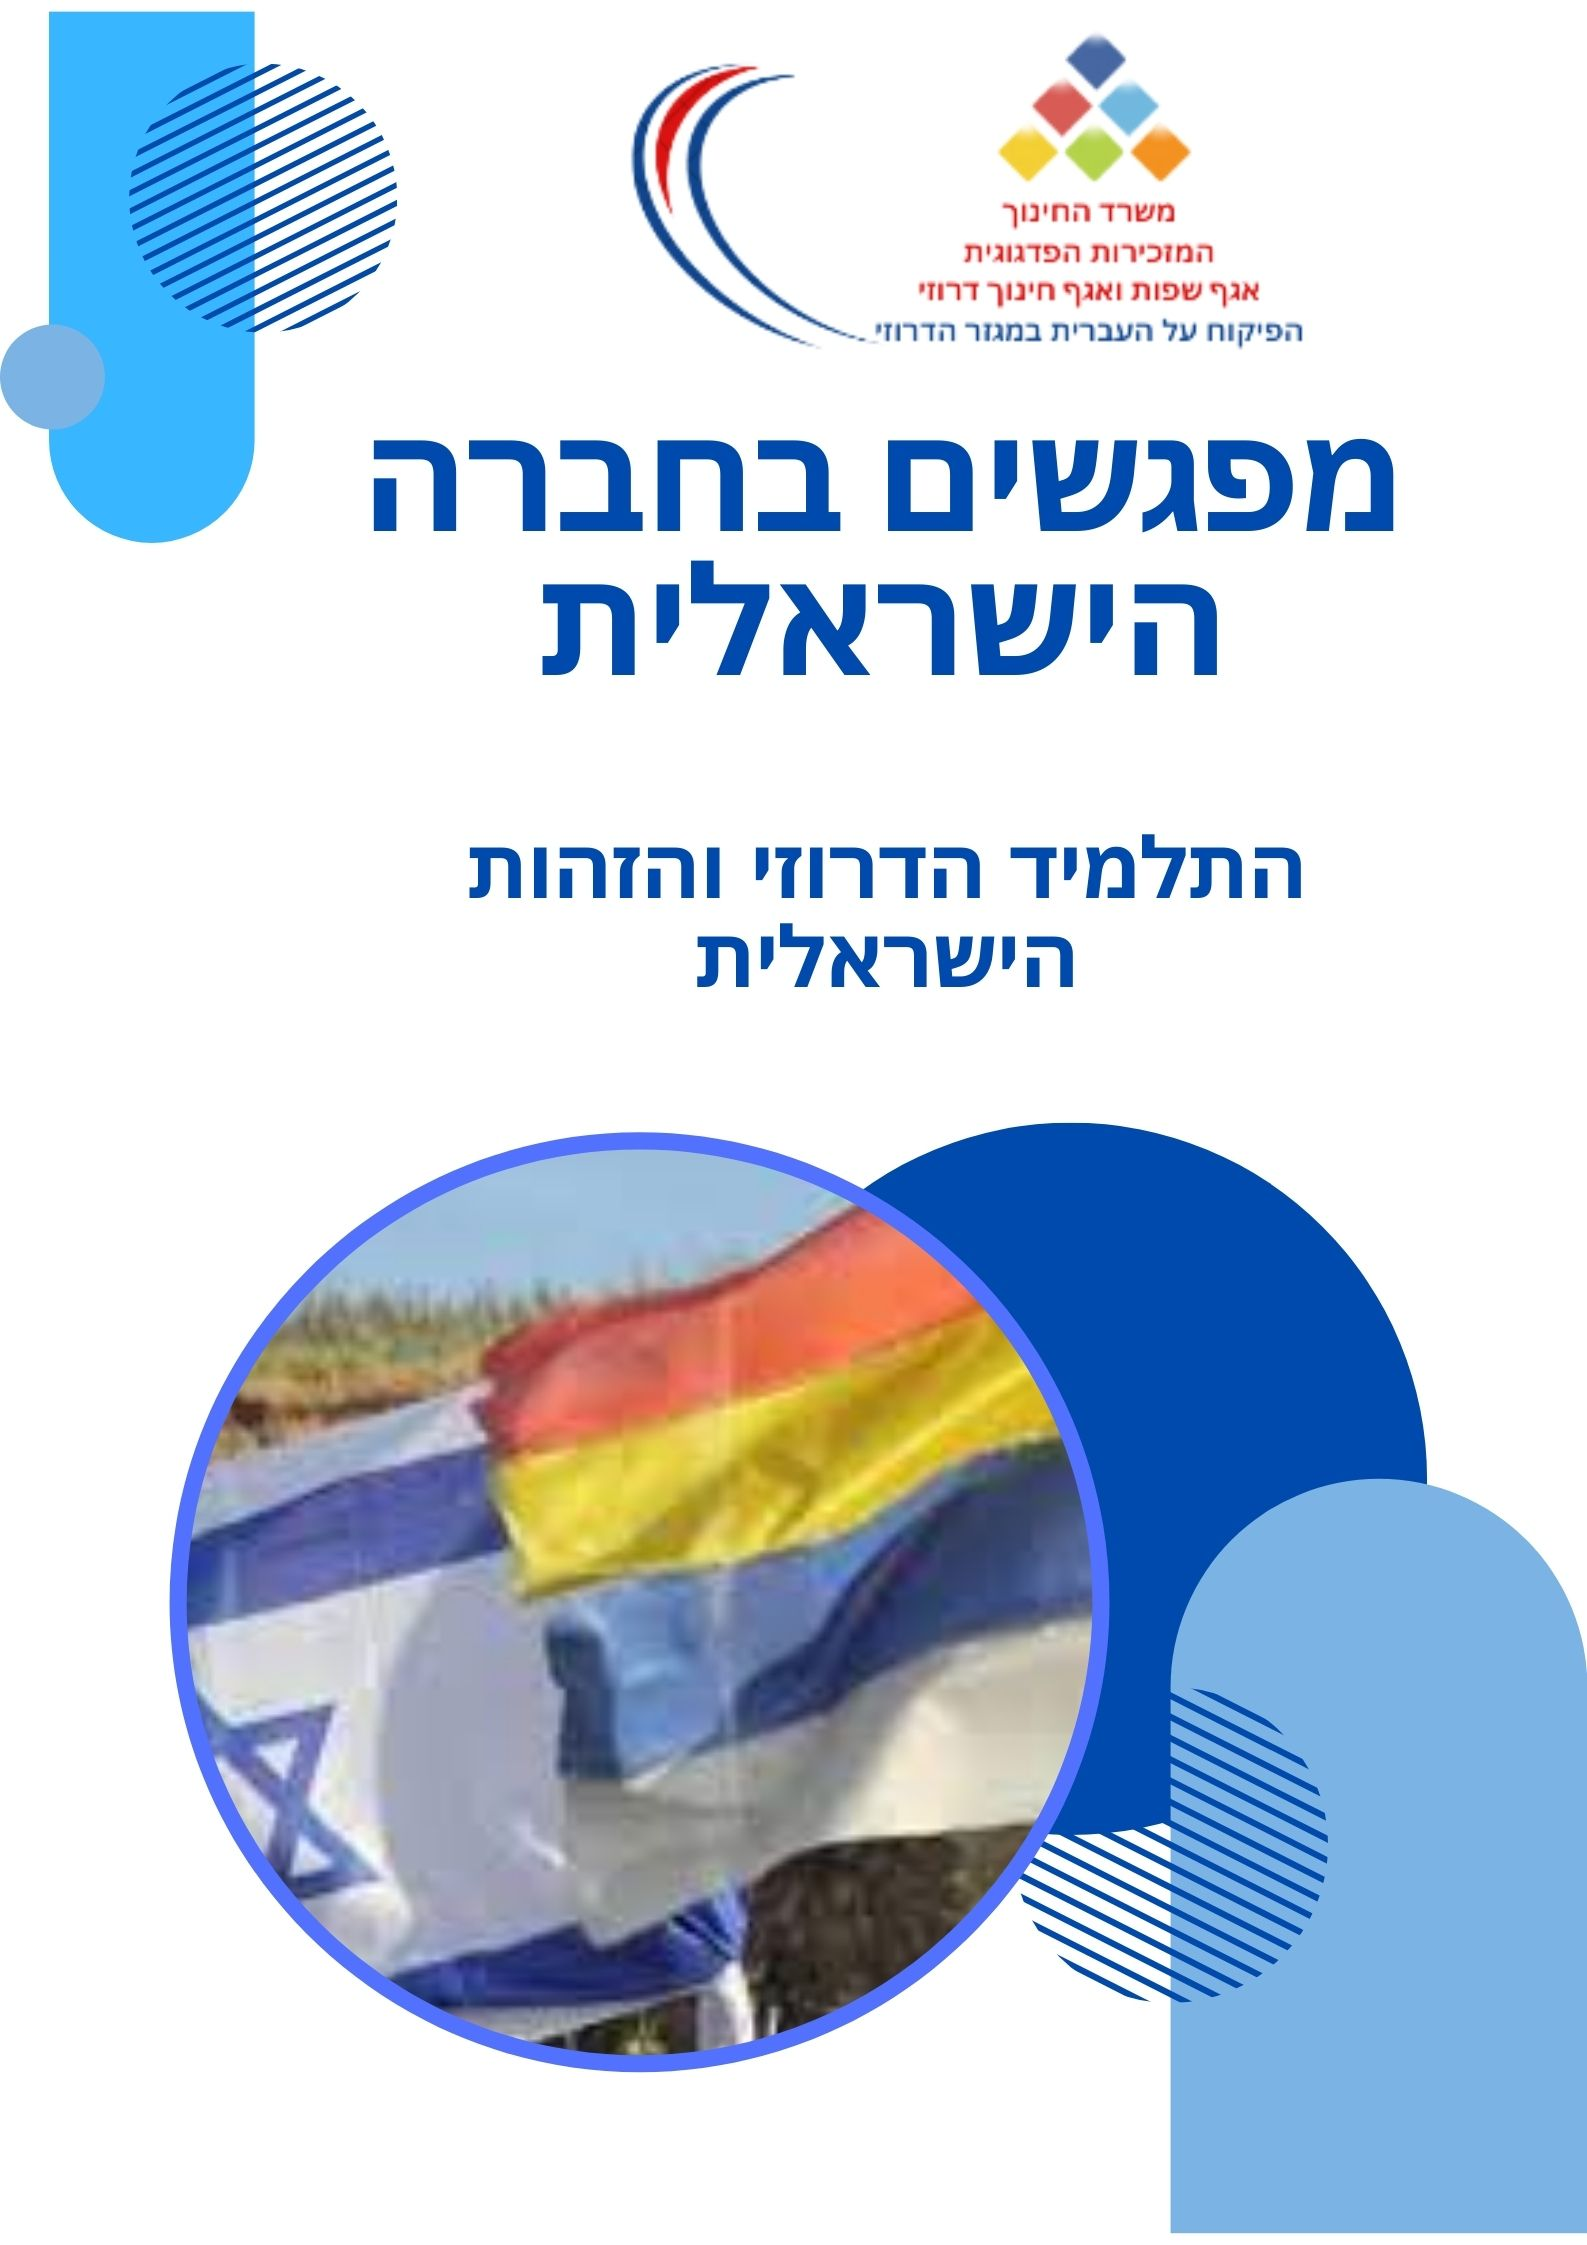 משרד החינוך
המזכירות הפדגוגית
אגף שפות ואגף חינוך דרוזי
הפיקוח על העברית במגזר הדרוזי
מפגשים בחברה
הישראלית
התלמיד הדרוזי והזהות
הישראלית